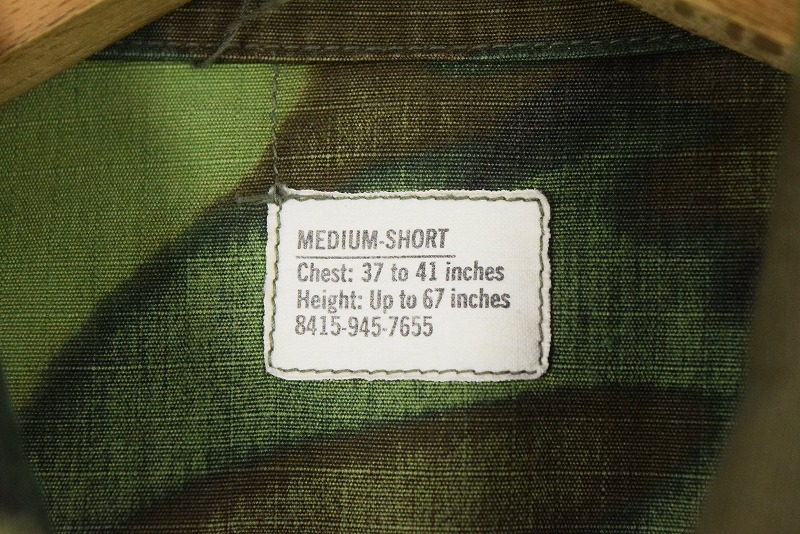 MEDIUM-SHORT
Chest: 37 to 41 inches
Height: Up to 67 inches
8415-945-7655